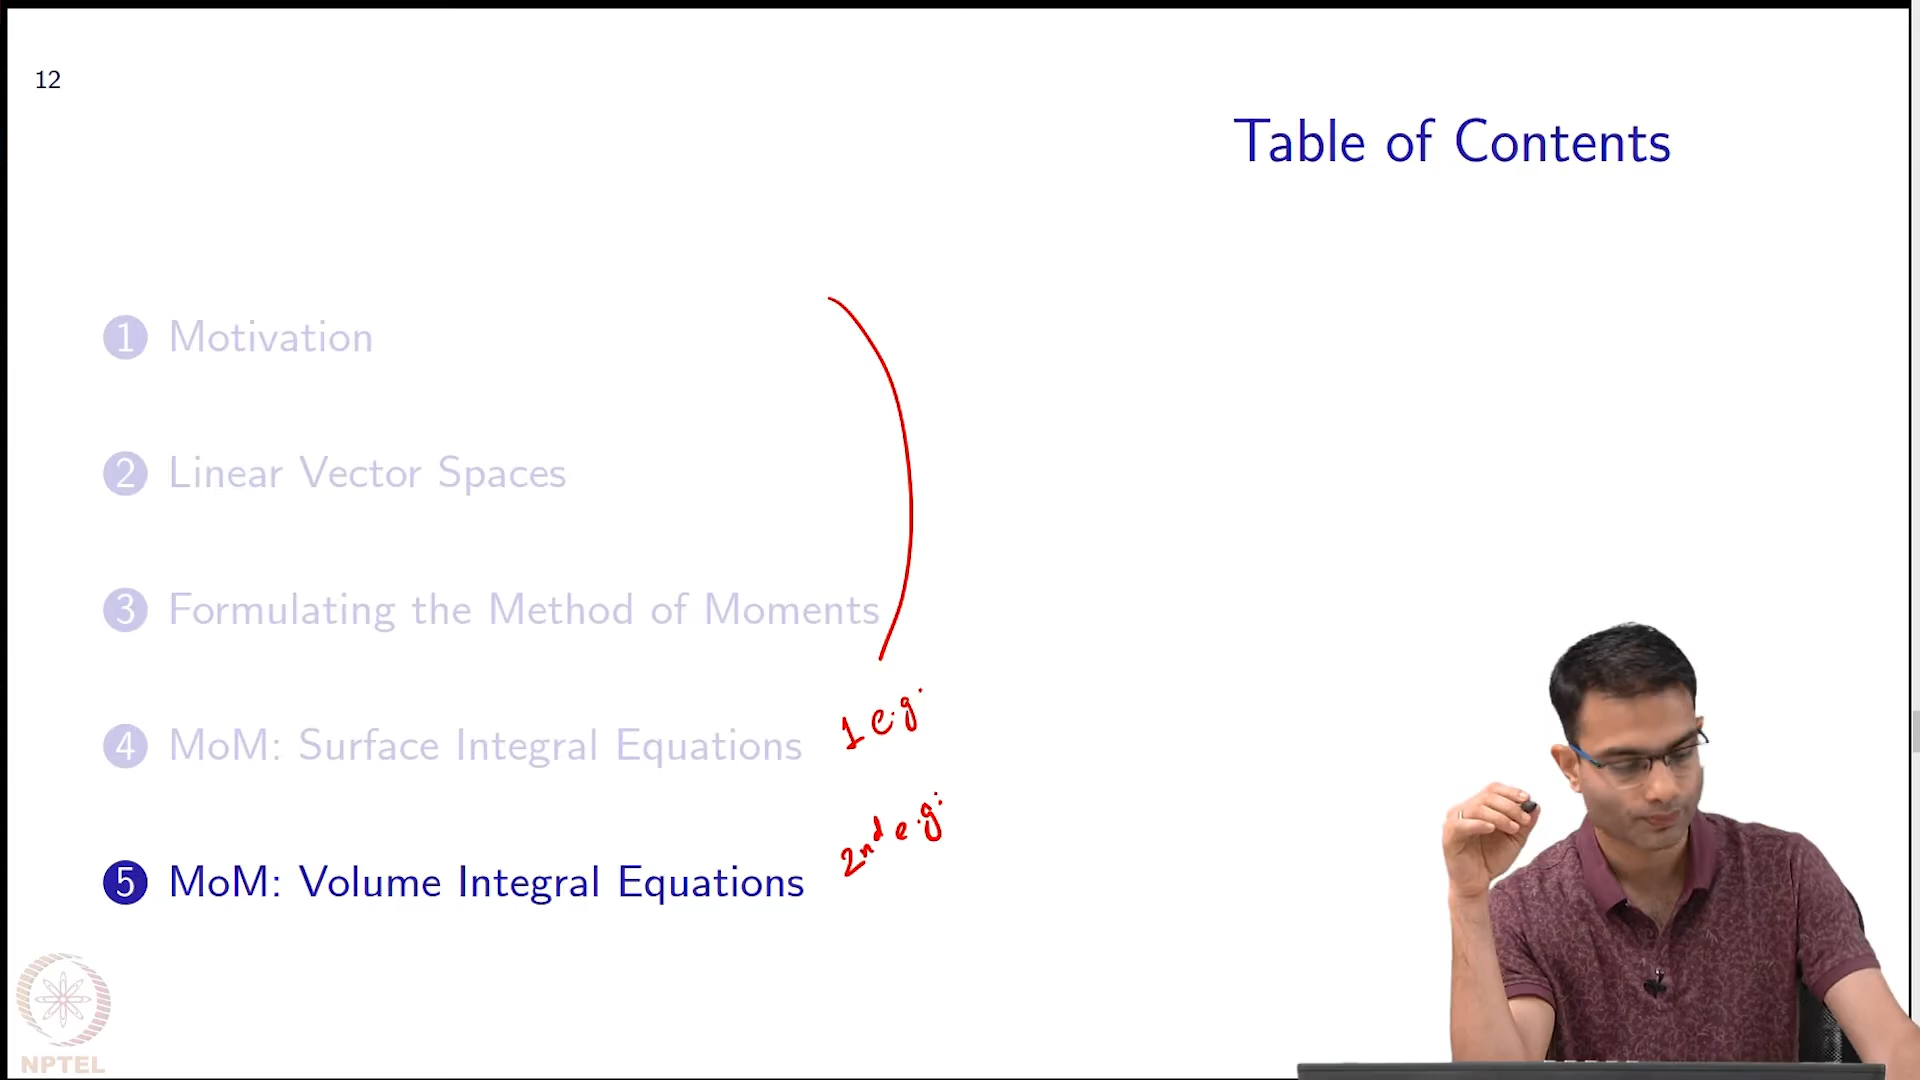 12
Table of Contents
1 Motivation
2 Linear Vector Spaces
3 Formulating the Method of Moments
4 MoM: Surface Integral Equations 1 e.g.
5 MoM: Volume Integral Equations 2nd e.g.
NPTEL